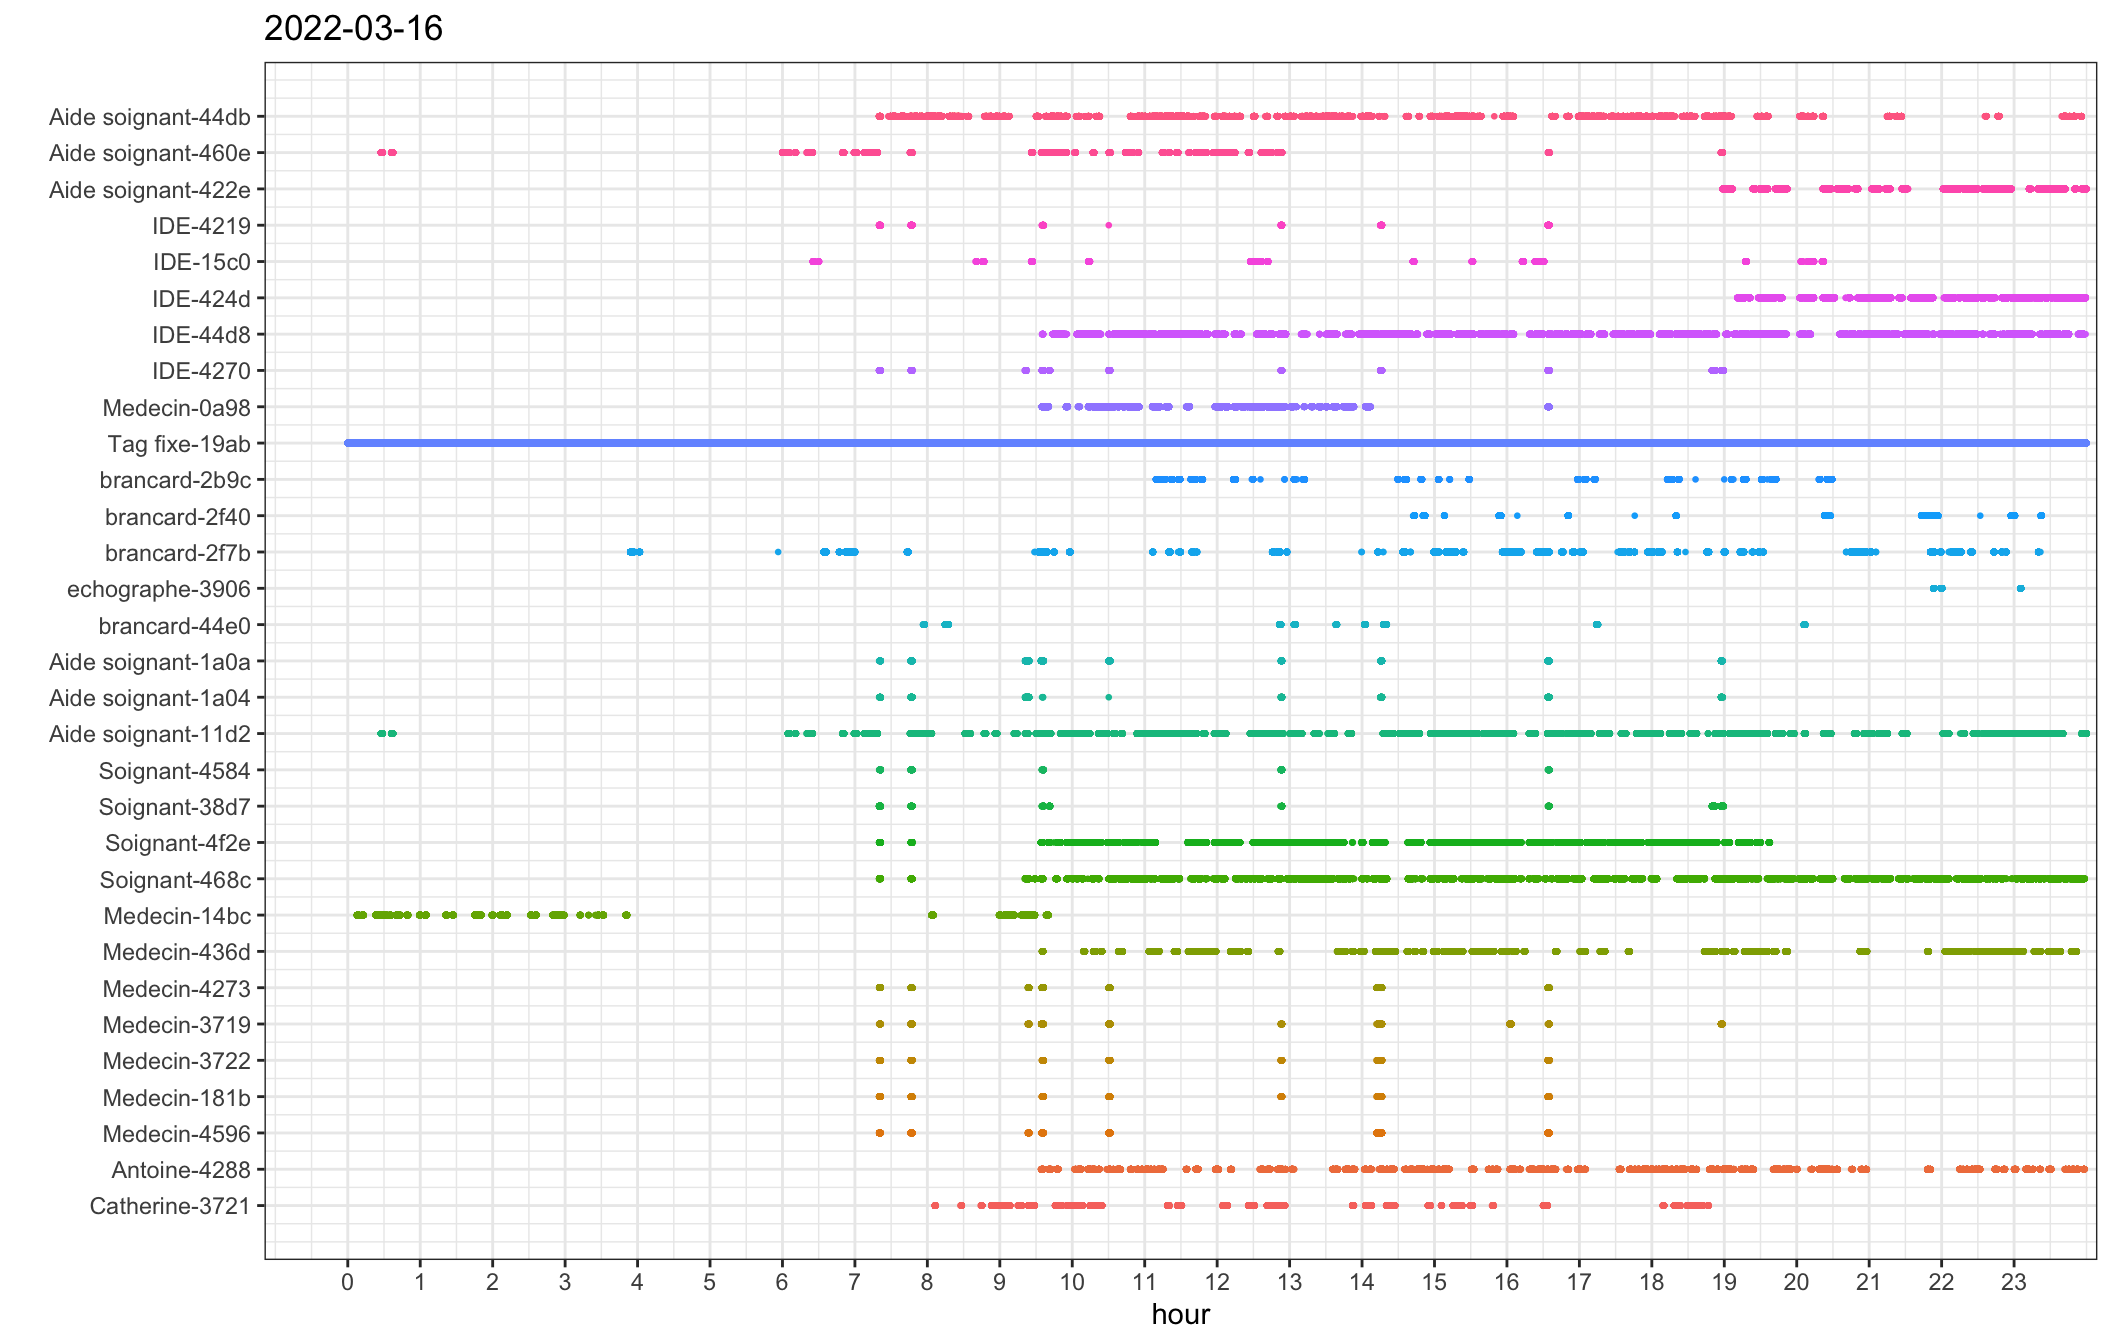 2022-03-16
Aide soignant-44db
Aide soignant-460e
Aide soignant-422e
IDE-4219
IDE-15c0
IDE-424d
IDE-44d8
IDE-4270
Medecin-0a98
Tag fixe-19ab
brancard-2b9c
brancard-2f40
brancard-2f7b
echographe-3906
brancard-44e0
Aide soignant-1a0a
Aide soignant-1a04
Aide soignant-11d2
Soignant-4584
Soignant-38d7
Soignant-4f2e
Soignant-468c
Medecin-14bc
Medecin-436d
Medecin-4273
Medecin-3719
Medecin-3722
Medecin-181b
Medecin-4596
Antoine-4288
Catherine-3721
0 1 2 3 4 5 6 7 8 9 10 11 12 13 14 15 16 17 18 19 20 21 22 23
hour